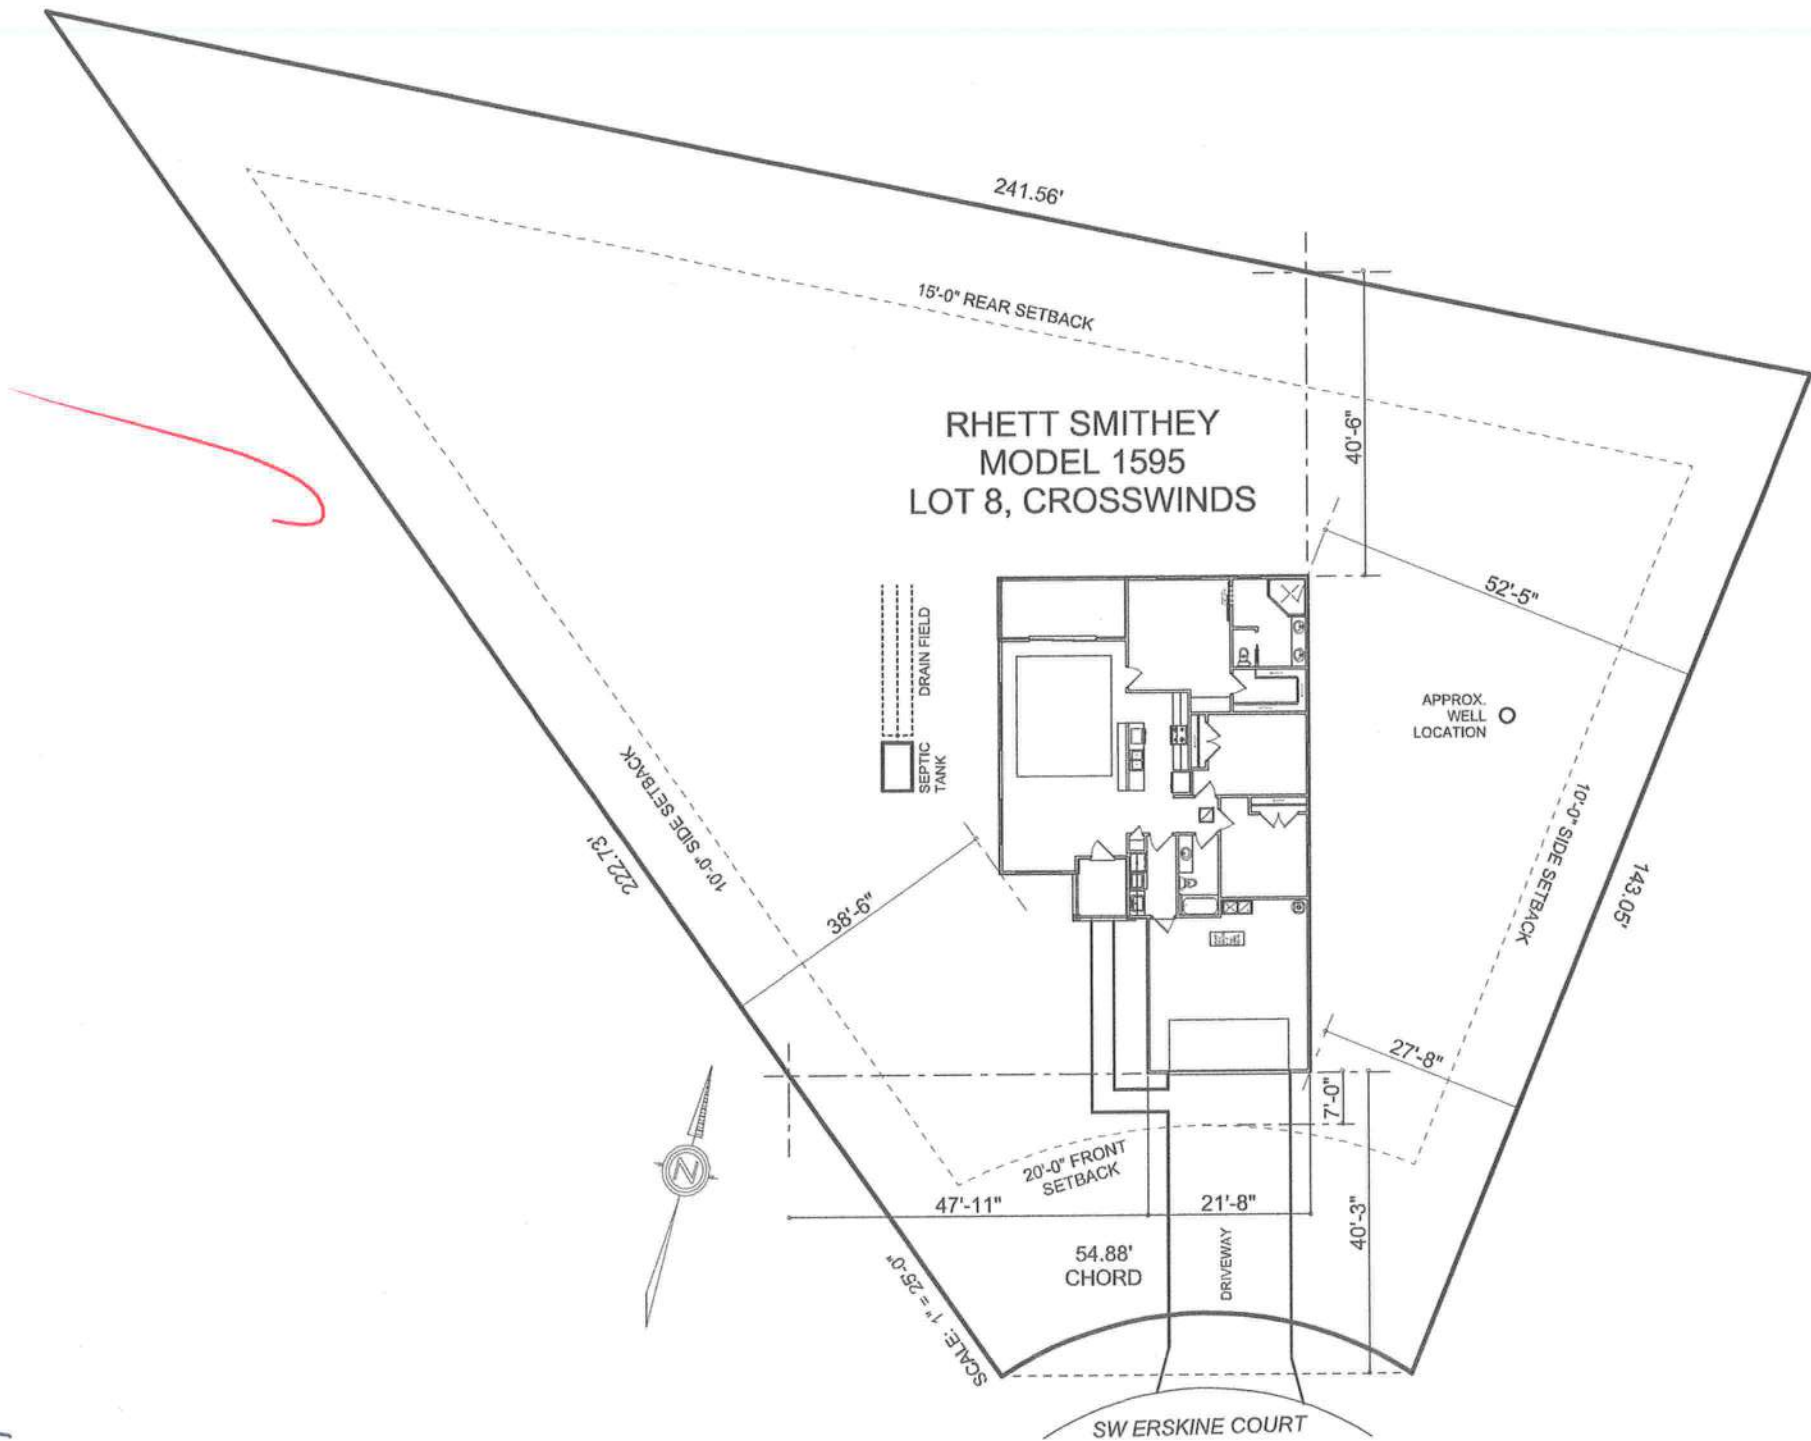 241.56'
15'-0" REAR SETBACK
RHETT SMITHEY
MODEL 1595
LOT 8, CROSSWINDS
40'-6"
52'-5"
DRAIN FIELD
SEPTIC
TANK
APPROX.
WELL
LOCATION
10'-0" SIDE SETBACK
222.73'
38'-6"
10'-0" SIDE SETBACK
143.05'
27'-8"
7'-0"
N
20'-0" FRONT
SETBACK
47'-11"
21'-8"
40'-3"
54.88'
CHORD
DRIVEWAY
SCALE: 1" = 25'-0"
SW ERSKINE COURT